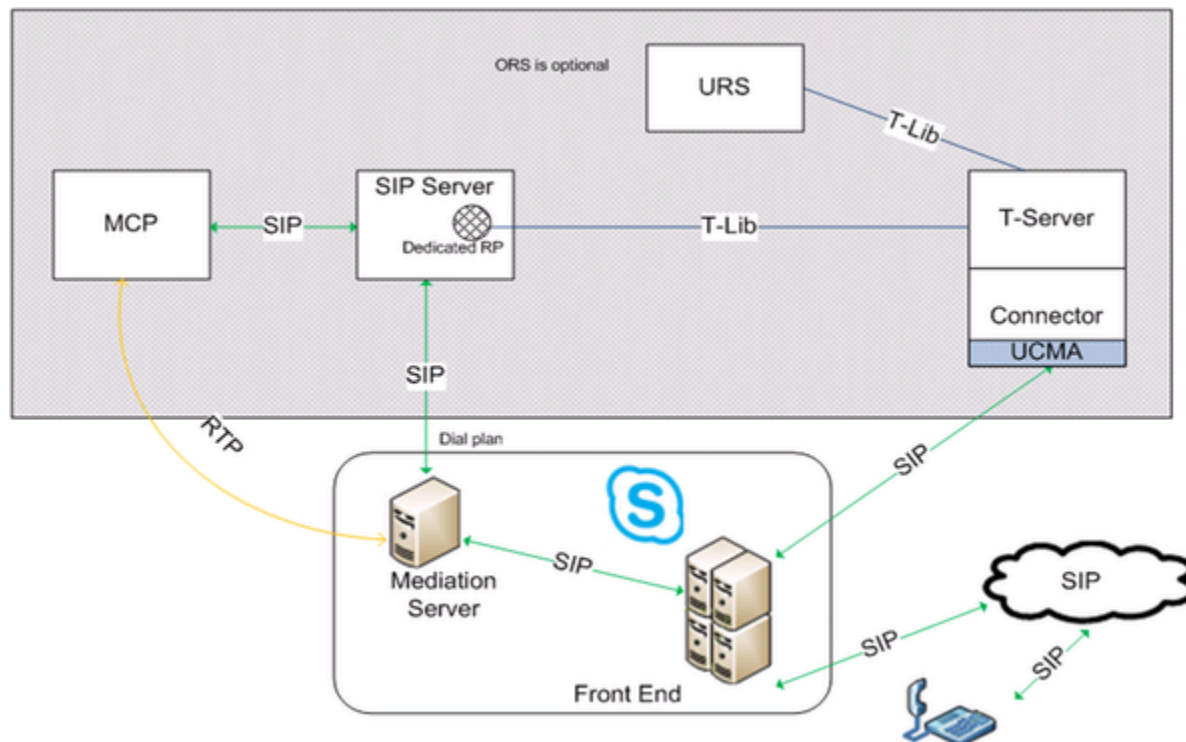 ORS is optional
URS
T-Lib
MCP
SIP
SIP Server
Dedicated RP
T-Lib
T-Server
Connector
UCMA
SIP
RTP
Dial plan
SIP
S
SIP
Mediation
Server
SIP
SIP
Front End
SIP